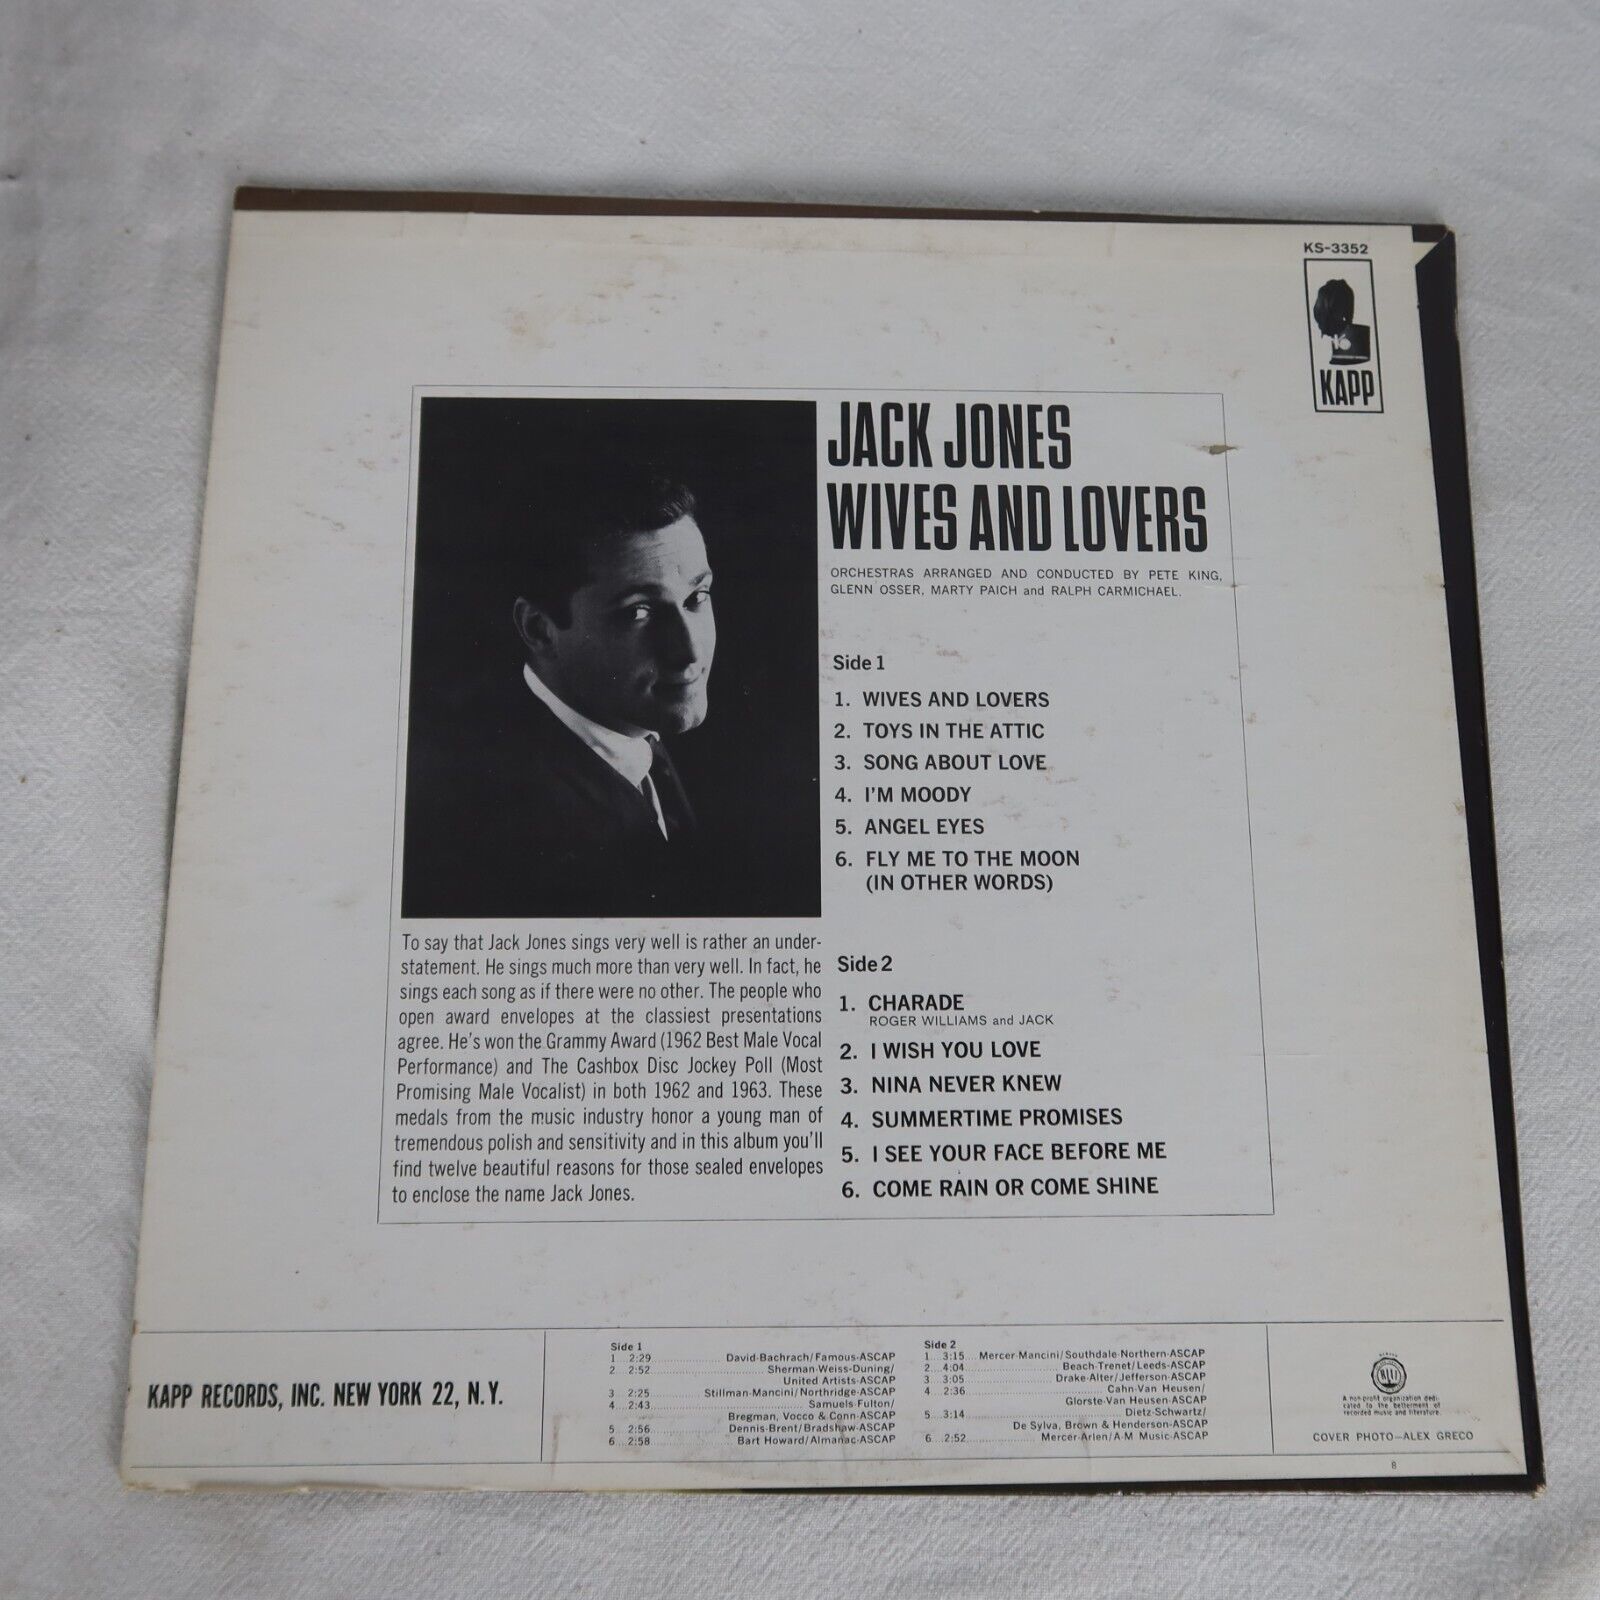 KS-3352
KAPP
JACK JONES
WIVES AND LOVERS
ORCHESTRAS ARRANGED AND CONDUCTED BY PETE KING,
GLENN OSSER, MARTY PAICH and RALPH CARMICHAEL.
Side 1
1. WIVES AND LOVERS
2. TOYS IN THE ATTIC
3. SONG ABOUT LOVE
4. I'M MOODY
5. ANGEL EYES
6. FLY ME TO THE MOON
(IN OTHER WORDS)
Side 2
1. CHARADE
ROGER WILLIAMS and JACK
2. I WISH YOU LOVE
3. NINA NEVER KNEW
4. SUMMERTIME PROMISES
5. I SEE YOUR FACE BEFORE ME
6. COME RAIN OR COME SHINE
To say that Jack Jones sings very well is rather an under-
statement. He sings much more than very well. In fact, he
sings each song as if there were no other. The people who
open award envelopes at the classiest presentations
agree. He's won the Grammy Award (1962 Best Male Vocal
Performance) and The Cashbox Disc Jockey Poll (Most
Promising Male Vocalist) in both 1962 and 1963. These
medals from the music industry honor a young man of
tremendous polish and sensitivity and in this album you'll
find twelve beautiful reasons for those sealed envelopes
to enclose the name Jack Jones.
KAPP RECORDS, INC. NEW YORK 22, N.Y.
Side 1
1 2:29 David-Bachrach/Famous-ASCAP
2 2:52 Sherman-Weiss-Duning/
United Artists-ASCAP
3 2:25 Stillman-Mancini/Northridge-ASCAP
4 2:43 Samuels-Fulton/
Bregman, Vocco & Conn-ASCAP
5 2:56 Dennis-Brent/Bradshaw-ASCAP
6 2:58 Bart Howard/Almanac-ASCAP
Side 2
1 3:15 Mercer-Mancini/Southdale-Northern-ASCAP
2 4:04 Beach-Trenet/Leeds-ASCAP
3 3:05 Drake-Alter/Jefferson-ASCAP
4 2:36 Cahn-Van Heusen/
Glorste-Van Heusen-ASCAP
5 3:14 Dietz-Schwartz/
De Sylva, Brown & Henderson-ASCAP
6 2:52 Mercer-Arlen/A-M Music-ASCAP
A non-profit organization dedi-
cated to the betterment of
recorded music and literature.
COVER PHOTO—ALEX GRECO
8